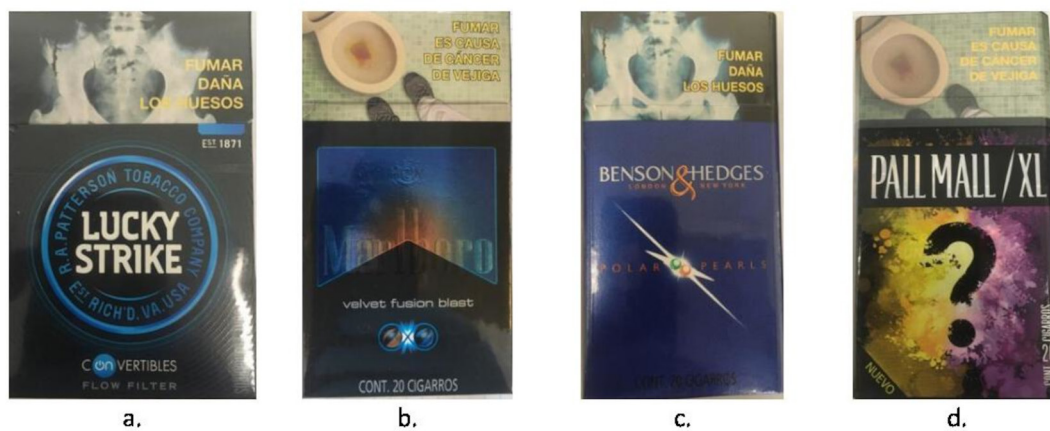 FUMAR
DAÑA
LOS HUESOS
EST 1871
R.A. PATTERSON TOBACCO COMPANY
LUCKY
STRIKE
EST RICH'D. VA. USA
CONVERTIBLES
FLOW FILTER
a.
FUMAR
ES CAUSA
DE CÁNCER
DE VEJIGA
Marlboro
velvet fusion blast
CONT. 20 CIGARROS
b.
FUMAR
DAÑA
LOS HUESOS
BENSON & HEDGES
LONDON NEW YORK
POLAR PEARLS
CONT. 20 CIGARROS
c.
FUMAR
ES CAUSA
DE CÁNCER
DE VEJIGA
PALL MALL / XL
?
NUEVO
d.